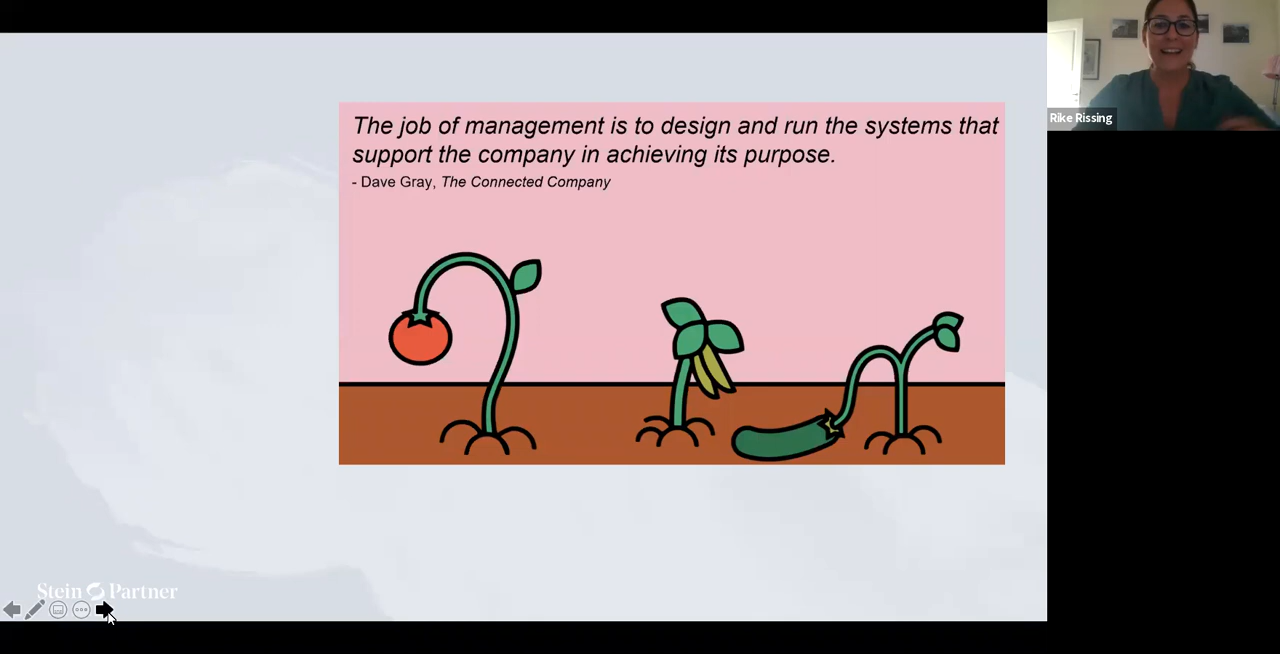 The job of management is to design and run the systems that
support the company in achieving its purpose.
- Dave Gray, The Connected Company
Rike Rissing
Stein Partner